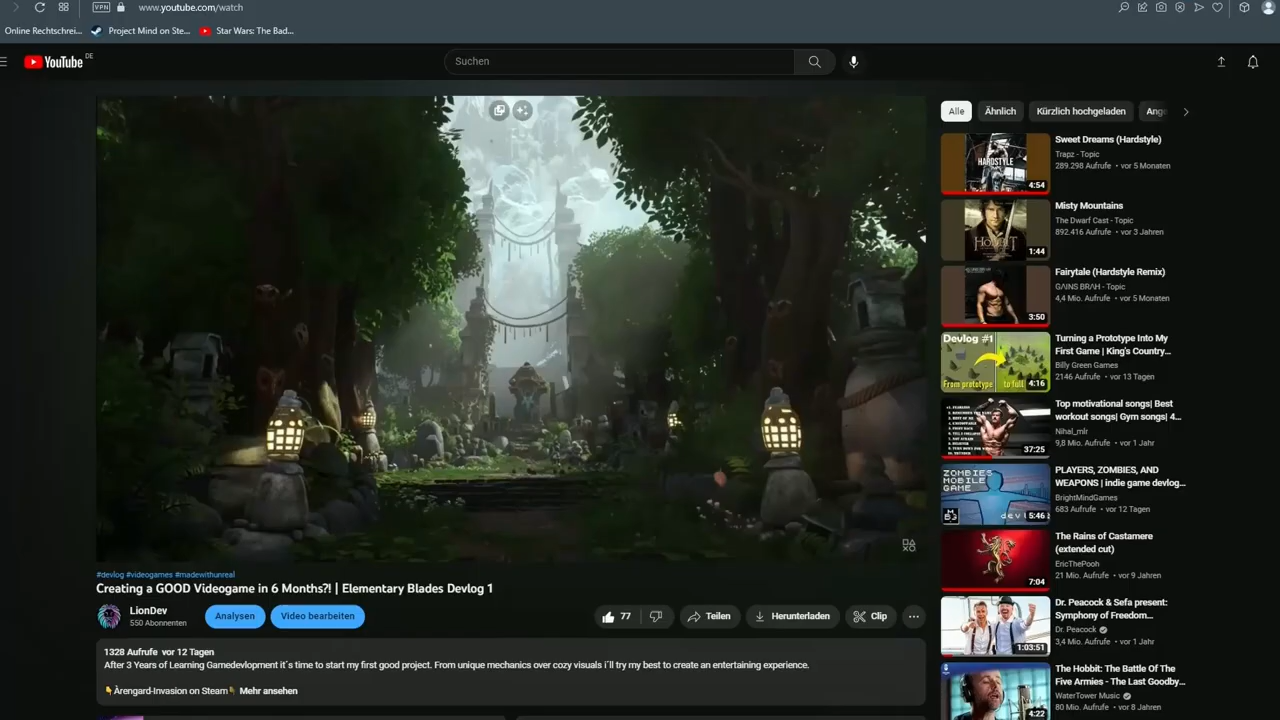 VPN
www.youtube.com/watch
Online Rechtschrei...
Project Mind on Ste...
Star Wars: The Bad...
YouTube DE
Suchen
Alle
Ähnlich
Kürzlich hochgeladen
Ange
Sweet Dreams (Hardstyle)
Trapz - Topic
289.298 Aufrufe • vor 5 Monaten
HARDSTYLE
4:54
Misty Mountains
The Dwarf Cast - Topic
892.416 Aufrufe • vor 3 Jahren
HOBBIT
1:44
Fairytale (Hardstyle Remix)
GAINS BRAH - Topic
4,4 Mio. Aufrufe • vor 5 Monaten
3:50
Devlog #1
From prototype
to full
4:16
Turning a Prototype Into My
First Game | King's Country...
Billy Green Games
2146 Aufrufe • vor 13 Tagen
Top motivational songs| Best
workout songs| Gym songs| 4...
Nihal_mlr
9,8 Mio. Aufrufe • vor 1 Jahr
37:25
ZOMBIES
MOBILE
GAME
5:46
PLAYERS, ZOMBIES, AND
WEAPONS | indie game devlog...
BrightMindGames
683 Aufrufe • vor 12 Tagen
The Rains of Castamere
(extended cut)
EricThePooh
21 Mio. Aufrufe • vor 9 Jahren
7:04
Dr. Peacock & Sefa present:
Symphony of Freedom...
Dr. Peacock
3,4 Mio. Aufrufe • vor 1 Jahr
1:03:51
The Hobbit: The Battle Of The
Five Armies - The Last Goodby...
WaterTower Music
80 Mio. Aufrufe • vor 8 Jahren
4:22
#devlog #videogames #madewithunreal
Creating a GOOD Videogame in 6 Months?! | Elementary Blades Devlog 1
LionDev
550 Abonnenten
Analysen
Video bearbeiten
77
Teilen
Herunterladen
Clip
1328 Aufrufe vor 12 Tagen
After 3 Years of Learning Gamedevlopment it´s time to start my first good project. From unique mechanics over cozy visuals i´ll try my best to create an entertaining experience.
👇Ärengard-Invasion on Steam👇 Mehr ansehen